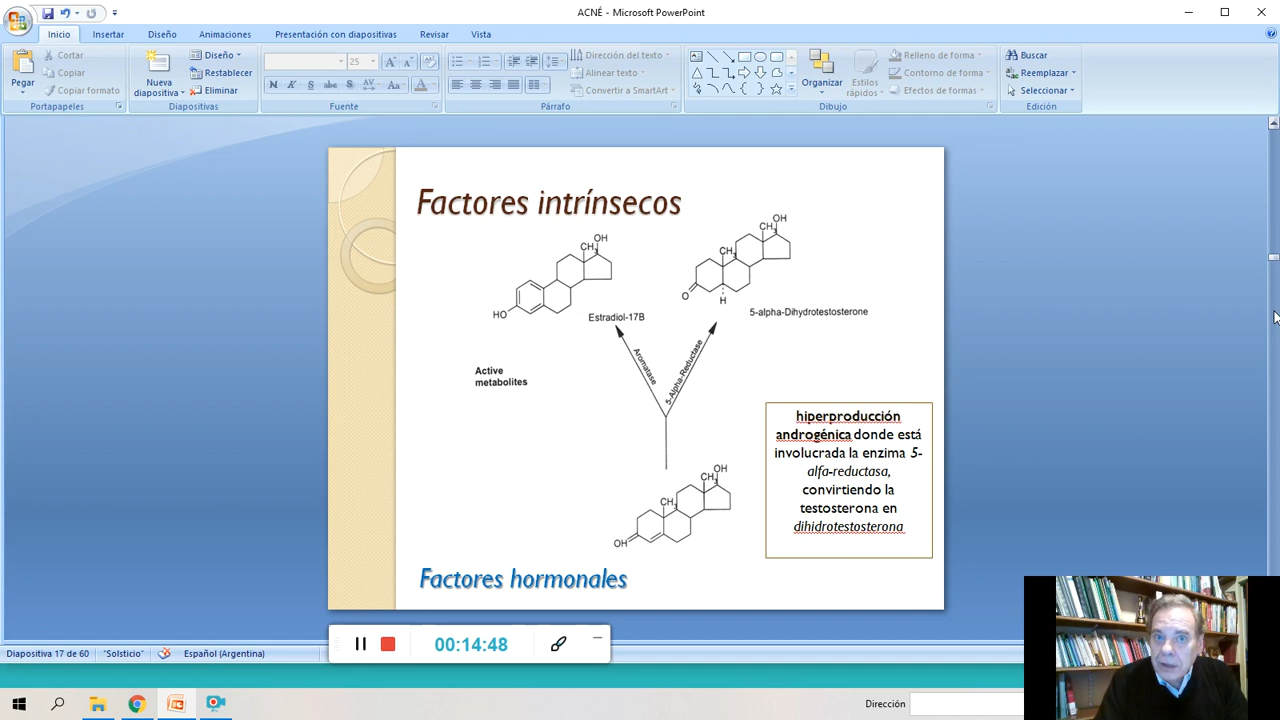 ACNÉ - Microsoft PowerPoint
Inicio
Insertar
Diseño
Animaciones
Presentación con diapositivas
Revisar
Vista
Pegar
Cortar
Copiar
Copiar formato
Portapapeles
Nueva
diapositiva
Diseño
Restablecer
Eliminar
Diapositivas
25
N K S abc S AV Aa A
Fuente
Dirección del texto
Alinear texto
Convertir a SmartArt
Párrafo
Organizar
Estilos
rápidos
Relleno de forma
Contorno de forma
Efectos de formas
Dibujo
Buscar
Reemplazar
Seleccionar
Edición
Factores intrínsecos
OH
CH3
HO
Estradiol-17B
OH
CH3
CH3
O
H
5-alpha-Dihydrotestosterone
Aromatase
5-Alpha-Reductase
Active
metabolites
OH
CH3
CH3
OH
hiperproducción
androgénica donde está
involucrada la enzima 5-
alfa-reductasa,
convirtiendo la
testosterona en
dihidrotestosterona
Factores hormonales
00:14:48
Diapositiva 17 de 60
"Solsticio"
Español (Argentina)
Dirección